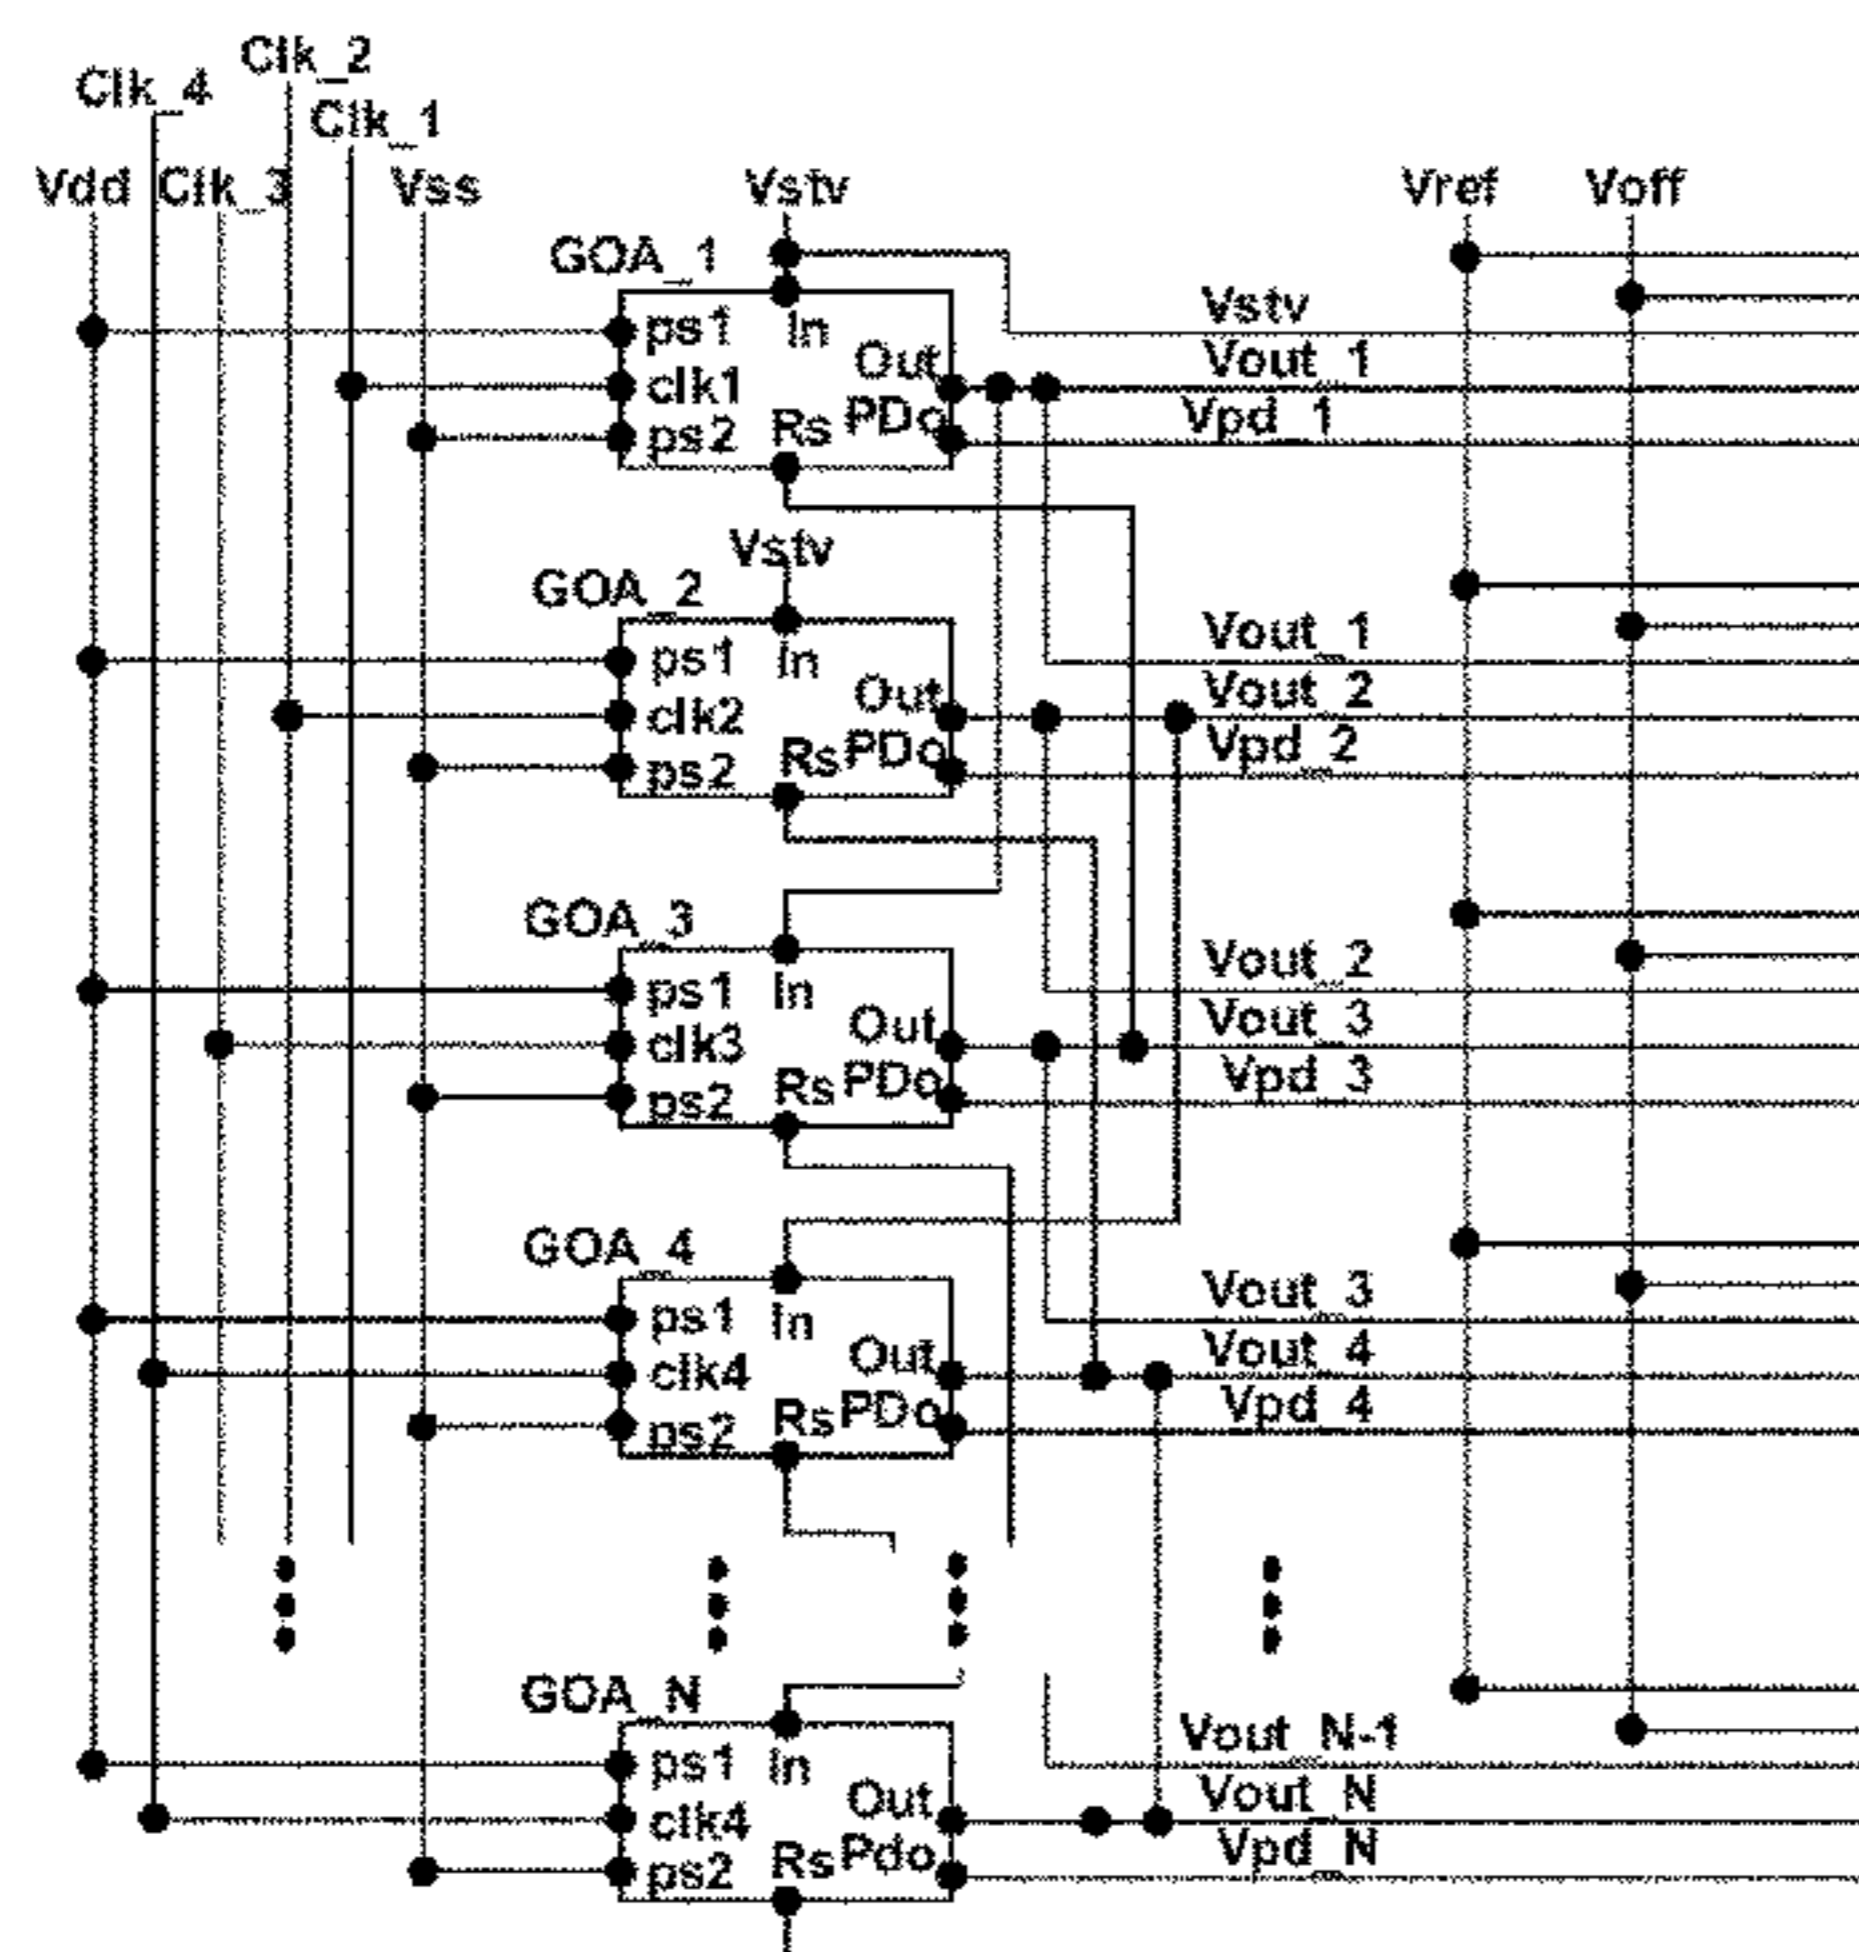 Clk_2
Clk_4
Clk_1
Vdd Clk_3 Vss Vstv Vref Voff
GOA_1
Vstv
ps1 In
Out Vout_1
clk1
Rs PDo Vpd_1
ps2
Vstv
GOA_2
Vout_1
ps1 In
Out Vout_2
clk2
Rs PDo Vpd_2
ps2
GOA_3
Vout_2
ps1 In
Out Vout_3
clk3
Rs PDo Vpd_3
ps2
GOA_4
Vout_3
ps1 In
Out Vout_4
clk4
Rs PDo Vpd_4
ps2
GOA_N
Vout_N-1
ps1 In
Out Vout_N
clk4
Rs Pdo Vpd_N
ps2